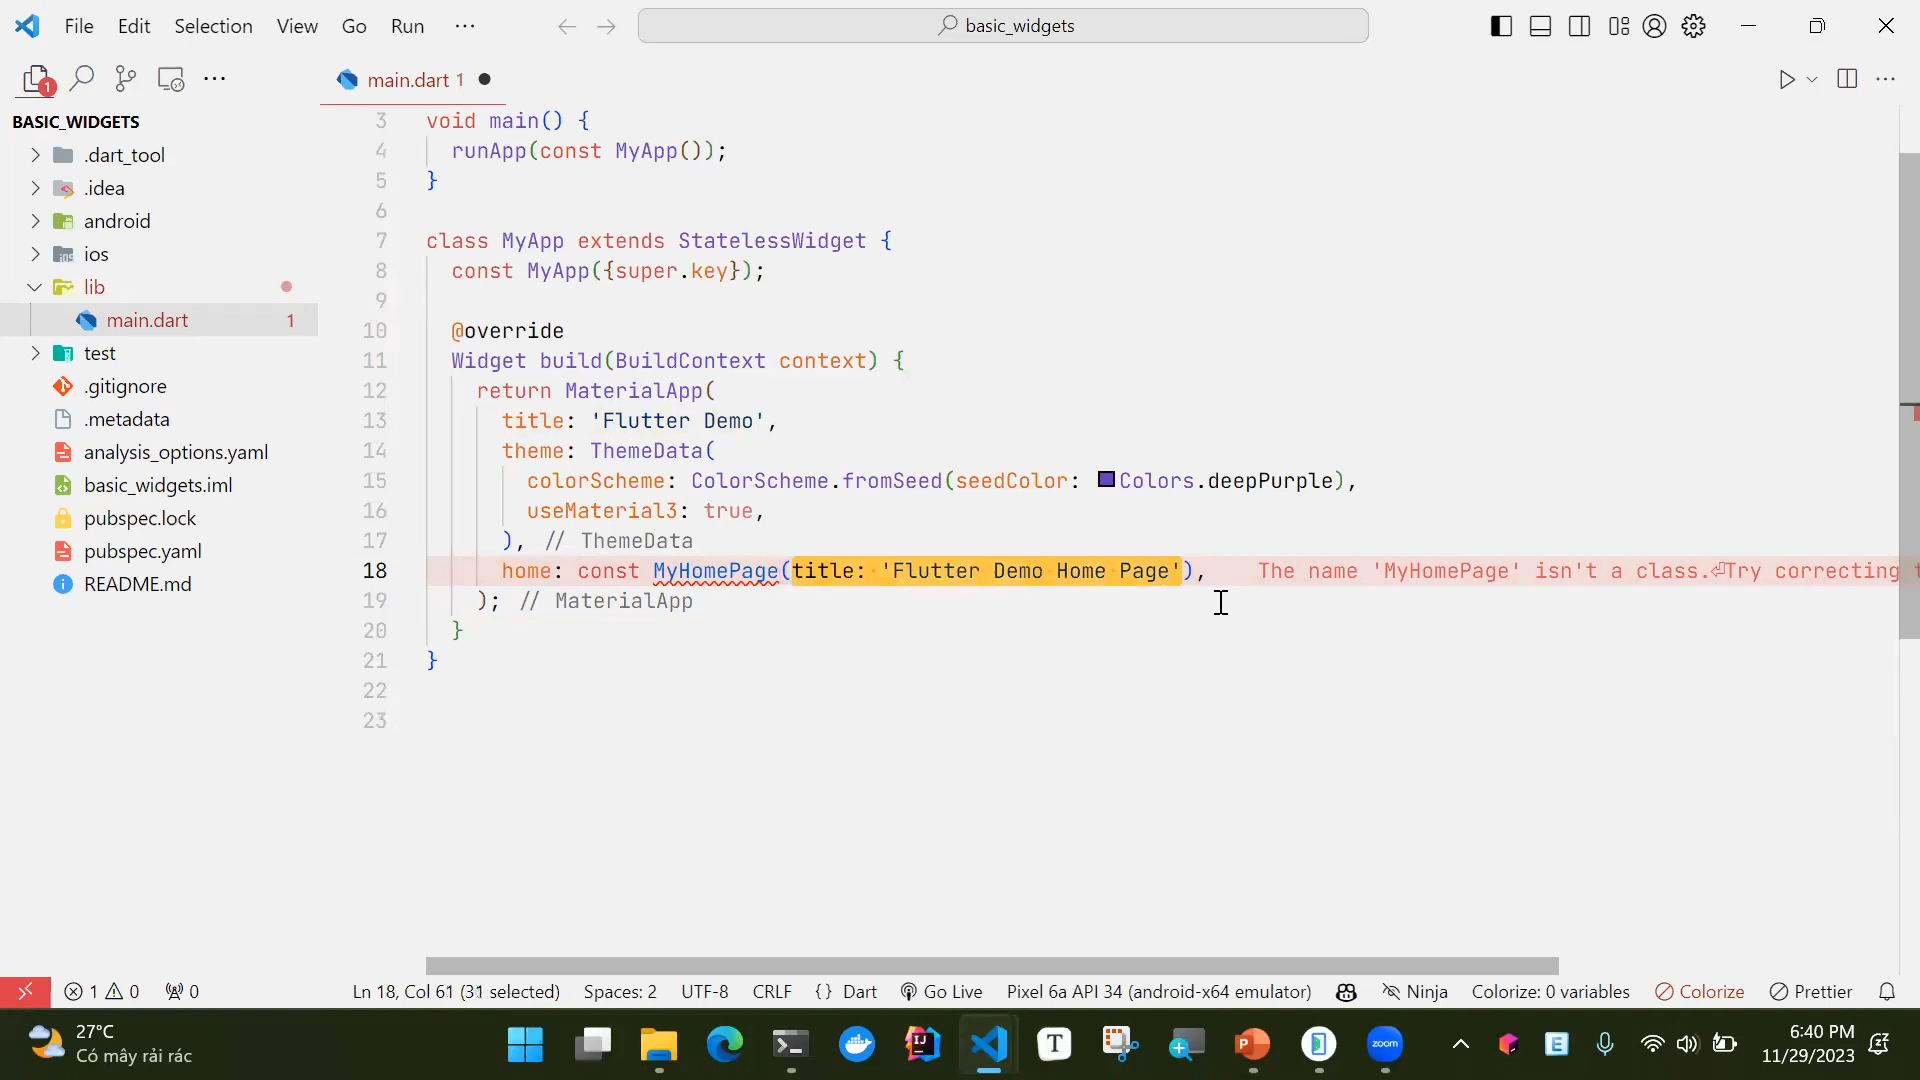 File Edit Selection View Go Run ··· basic_widgets
1 ··· main.dart 1
BASIC_WIDGETS
.dart_tool
.idea
android
ios
lib
main.dart 1
test
.gitignore
.metadata
analysis_options.yaml
basic_widgets.iml
pubspec.lock
pubspec.yaml
README.md
3 void main() {
4 runApp(const MyApp());
5 }
6
7 class MyApp extends StatelessWidget {
8 const MyApp({super.key});
9
10 @override
11 Widget build(BuildContext context) {
12 return MaterialApp(
13 title: 'Flutter Demo',
14 theme: ThemeData(
15 colorScheme: ColorScheme.fromSeed(seedColor: Colors.deepPurple),
16 useMaterial3: true,
17 ), // ThemeData
18 home: const MyHomePage(title: 'Flutter Demo Home Page'), The name 'MyHomePage' isn't a class.⏎Try correcting t
19 ); // MaterialApp
20 }
21 }
22
23
1 0 0 Ln 18, Col 61 (31 selected) Spaces: 2 UTF-8 CRLF {} Dart Go Live Pixel 6a API 34 (android-x64 emulator) Ninja Colorize: 0 variables Colorize Prettier
27°C
Có mây rải rác
T
zoom
E
6:40 PM
11/29/2023